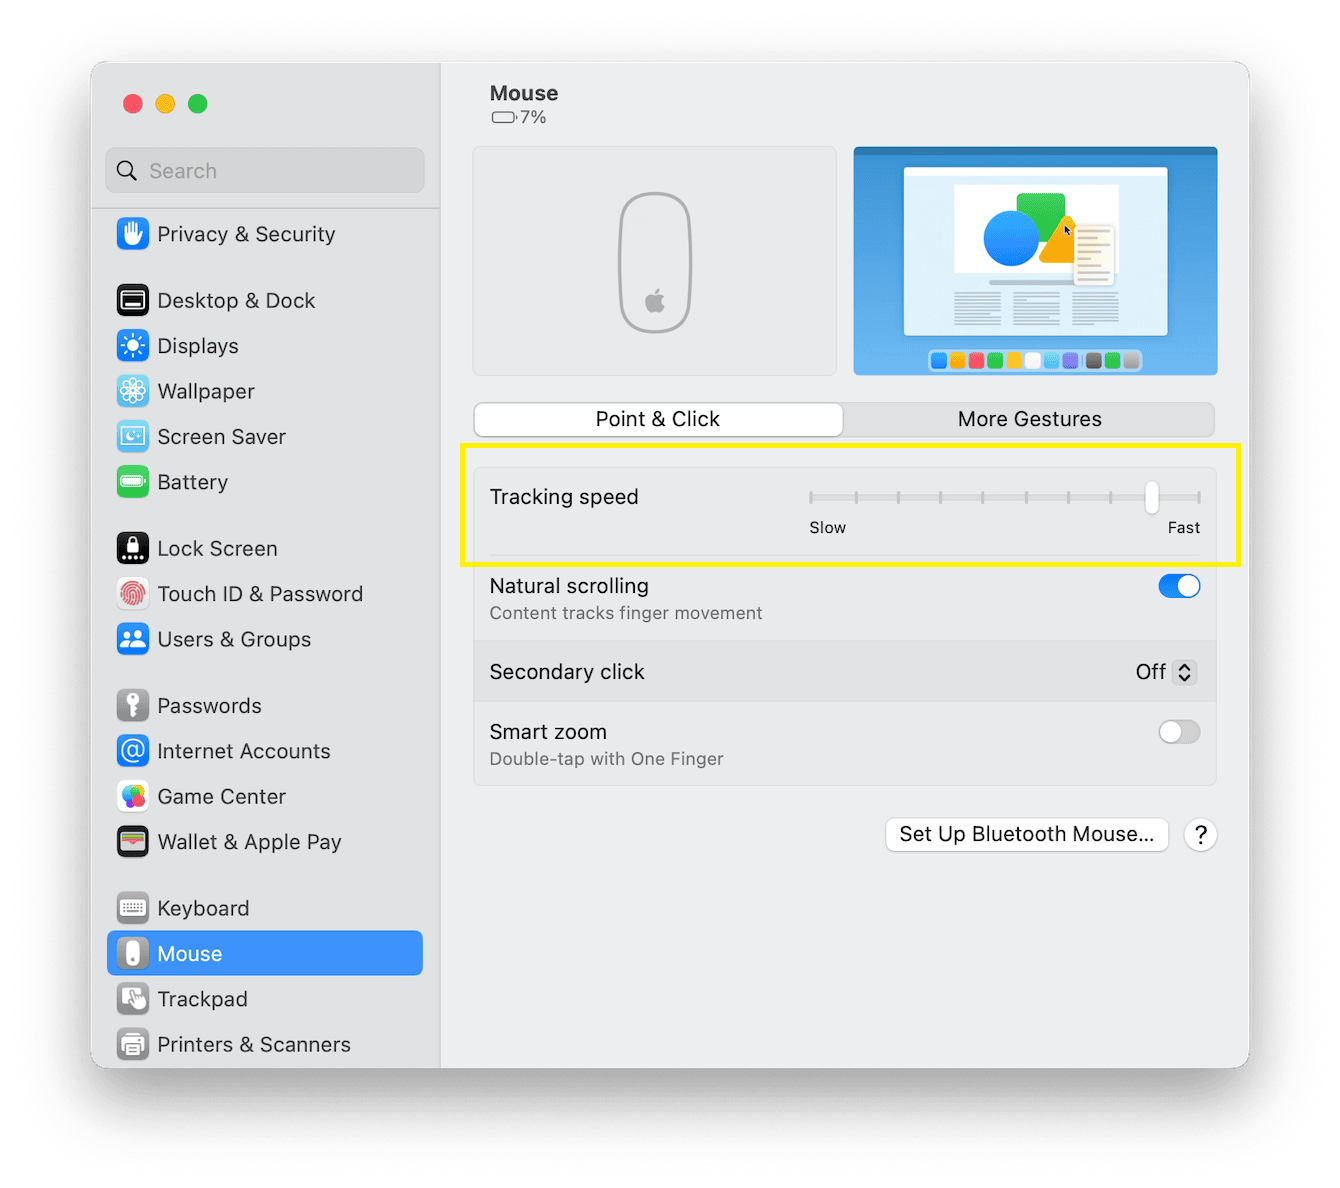 Search
Privacy & Security
Desktop & Dock
Displays
Wallpaper
Screen Saver
Battery
Lock Screen
Touch ID & Password
Users & Groups
Passwords
Internet Accounts
Game Center
Wallet & Apple Pay
Keyboard
Mouse
Trackpad
Printers & Scanners
Mouse
7%
Point & Click
More Gestures
Tracking speed
Slow
Fast
Natural scrolling
Content tracks finger movement
Secondary click
Off
Smart zoom
Double-tap with One Finger
Set Up Bluetooth Mouse...
?